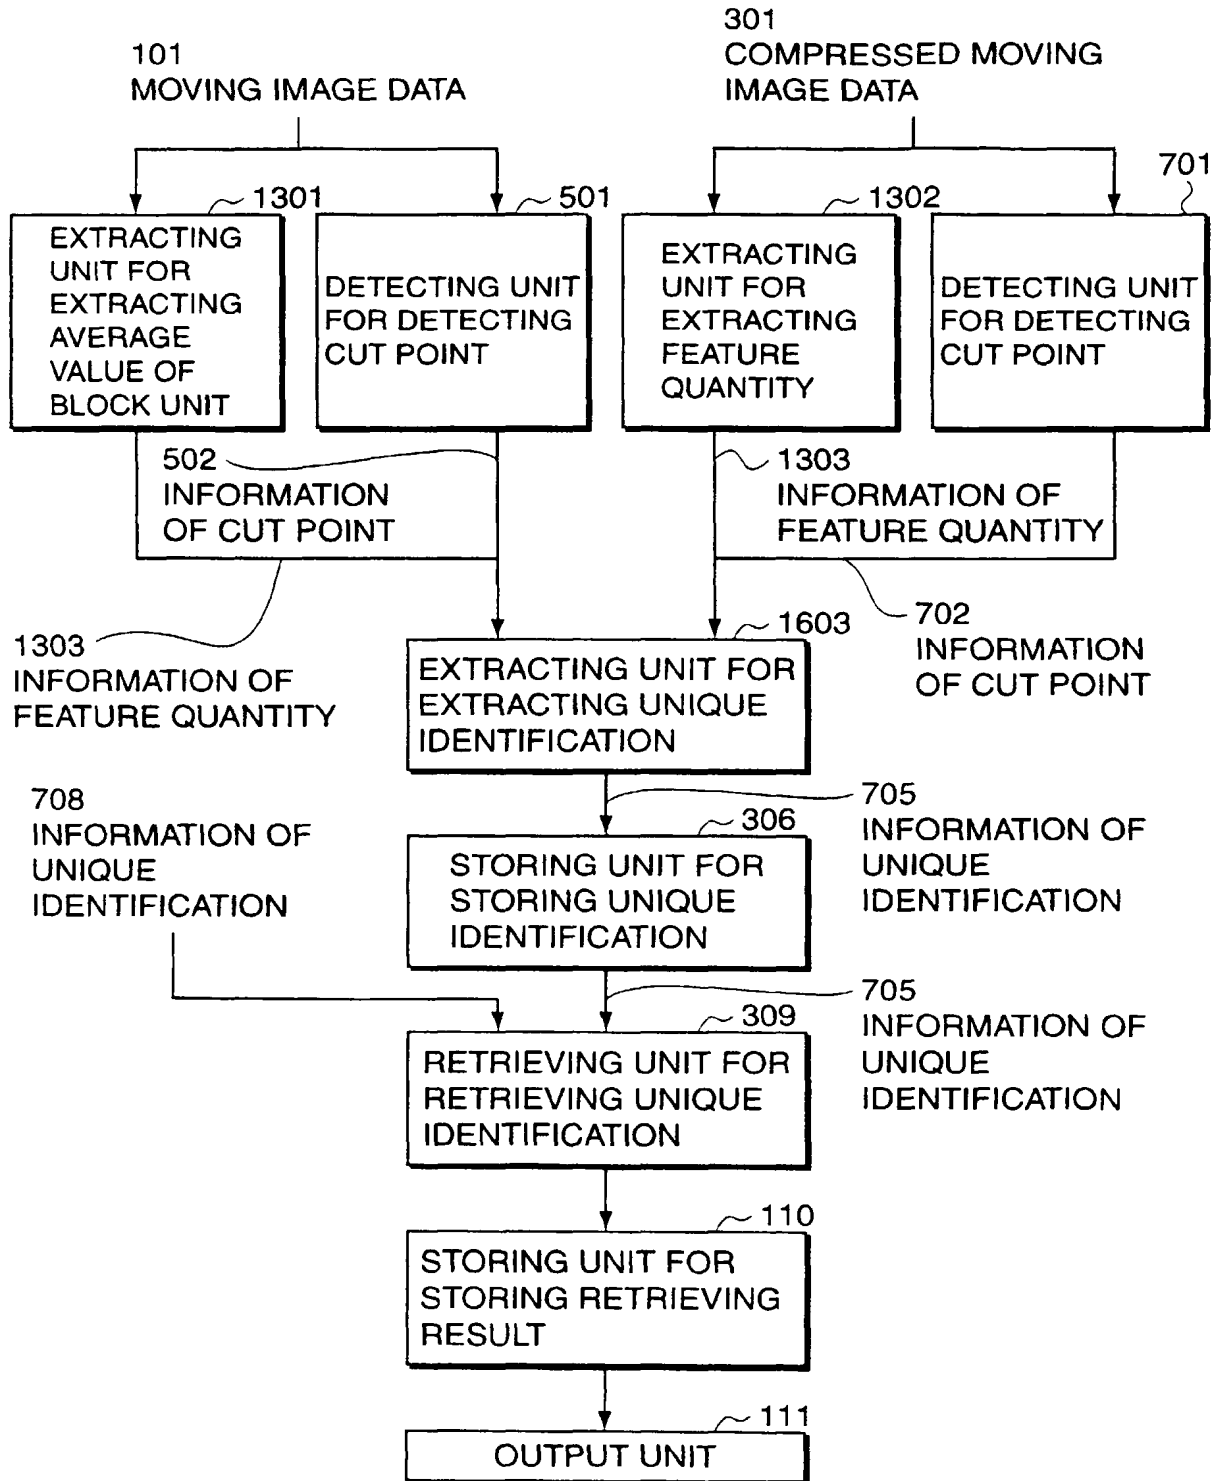 101
MOVING IMAGE DATA
301
COMPRESSED MOVING
IMAGE DATA
1301
EXTRACTING
UNIT FOR
EXTRACTING
AVERAGE
VALUE OF
BLOCK UNIT
501
DETECTING UNIT
FOR DETECTING
CUT POINT
1302
EXTRACTING
UNIT FOR
EXTRACTING
FEATURE
QUANTITY
701
DETECTING UNIT
FOR DETECTING
CUT POINT
502
INFORMATION
OF CUT POINT
1303
INFORMATION OF
FEATURE QUANTITY
1303
INFORMATION OF
FEATURE QUANTITY
702
INFORMATION
OF CUT POINT
1603
EXTRACTING UNIT FOR
EXTRACTING UNIQUE
IDENTIFICATION
705
INFORMATION OF
UNIQUE
IDENTIFICATION
708
INFORMATION OF
UNIQUE
IDENTIFICATION
306
STORING UNIT FOR
STORING UNIQUE
IDENTIFICATION
705
INFORMATION OF
UNIQUE
IDENTIFICATION
309
RETRIEVING UNIT FOR
RETRIEVING UNIQUE
IDENTIFICATION
110
STORING UNIT FOR
STORING RETRIEVING
RESULT
111
OUTPUT UNIT